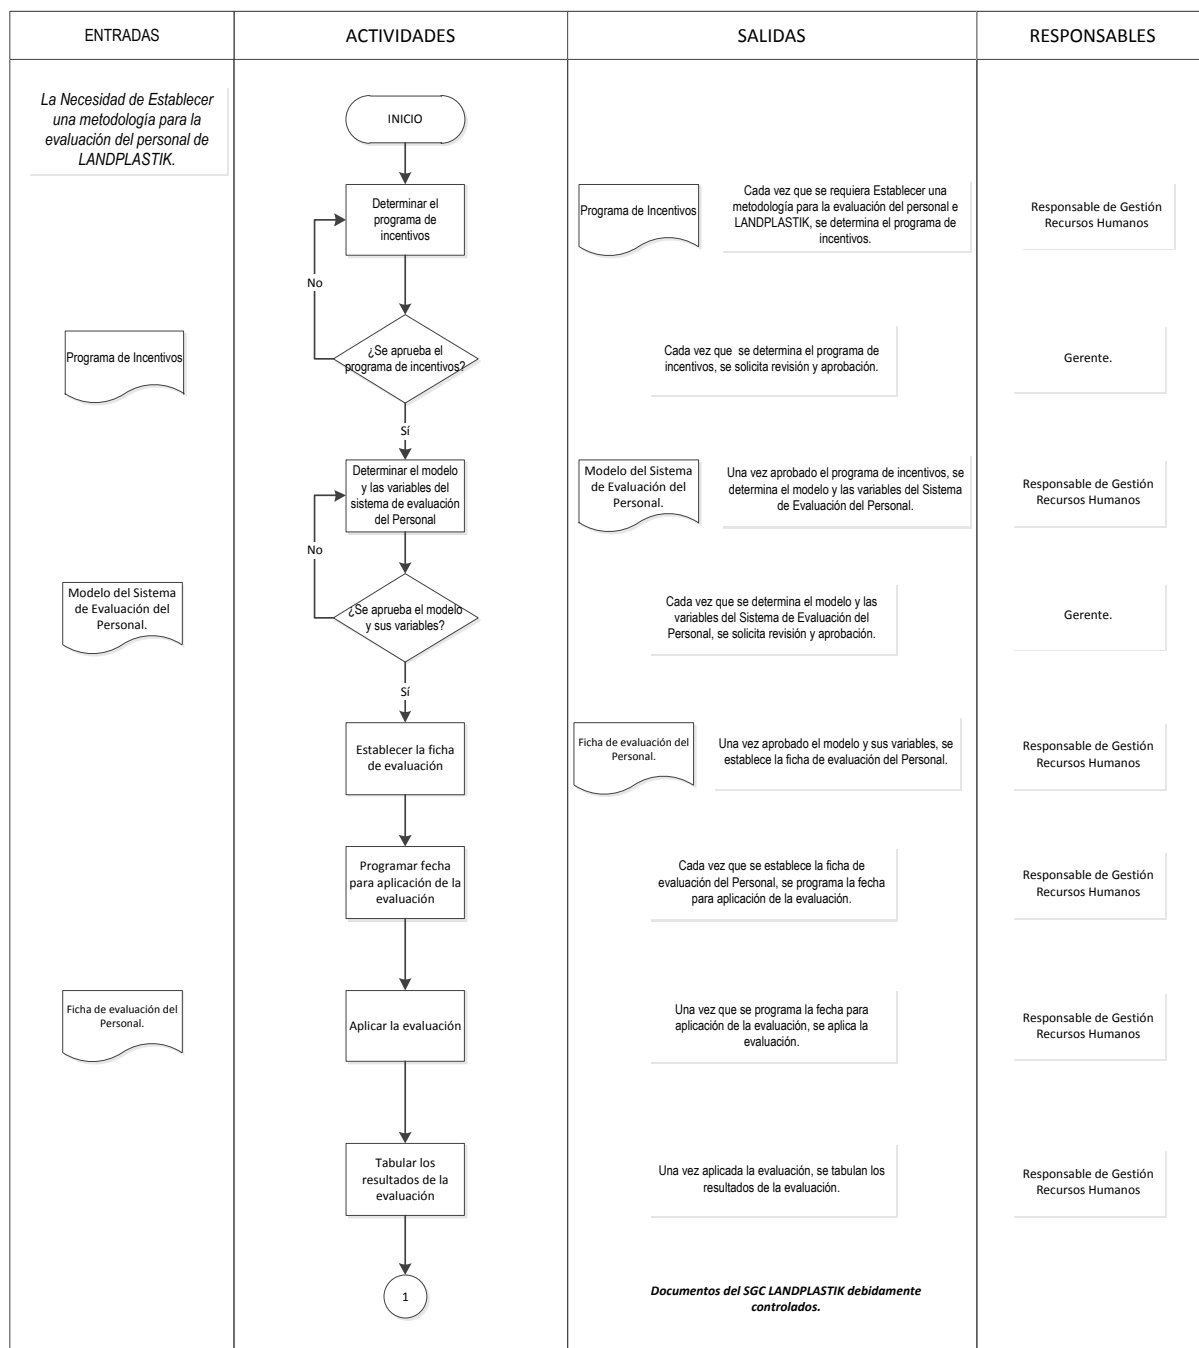 ENTRADAS
ACTIVIDADES
SALIDAS
RESPONSABLES
La Necesidad de Establecer
una metodología para la
evaluación del personal de
LANDPLASTIK.
INICIO
Determinar el
programa de
incentivos
Programa de Incentivos
Cada vez que se requiera Establecer una
metodología para la evaluación del personal e
LANDPLASTIK, se determina el programa de
incentivos.
Responsable de Gestión
Recursos Humanos
No
Programa de Incentivos
¿Se aprueba el
programa de incentivos?
Cada vez que se determina el programa de
incentivos, se solicita revisión y aprobación.
Gerente.
Sí
Determinar el modelo
y las variables del
sistema de evaluación
del Personal
Modelo del Sistema
de Evaluación del
Personal.
Una vez aprobado el programa de incentivos, se
determina el modelo y las variables del Sistema
de Evaluación del Personal.
Responsable de Gestión
Recursos Humanos
No
Modelo del Sistema
de Evaluación del
Personal.
¿Se aprueba el modelo
y sus variables?
Cada vez que se determina el modelo y las
variables del Sistema de Evaluación del
Personal, se solicita revisión y aprobación.
Gerente.
Sí
Establecer la ficha
de evaluación
Ficha de evaluación del
Personal.
Una vez aprobado el modelo y sus variables, se
establece la ficha de evaluación del Personal.
Responsable de Gestión
Recursos Humanos
Programar fecha
para aplicación de la
evaluación
Cada vez que se establece la ficha de
evaluación del Personal, se programa la fecha
para aplicación de la evaluación.
Responsable de Gestión
Recursos Humanos
Ficha de evaluación del
Personal.
Aplicar la evaluación
Una vez que se programa la fecha para
aplicación de la evaluación, se aplica la
evaluación.
Responsable de Gestión
Recursos Humanos
Tabular los
resultados de la
evaluación
Una vez aplicada la evaluación, se tabulan los
resultados de la evaluación.
Responsable de Gestión
Recursos Humanos
1
Documentos del SGC LANDPLASTIK debidamente
controlados.